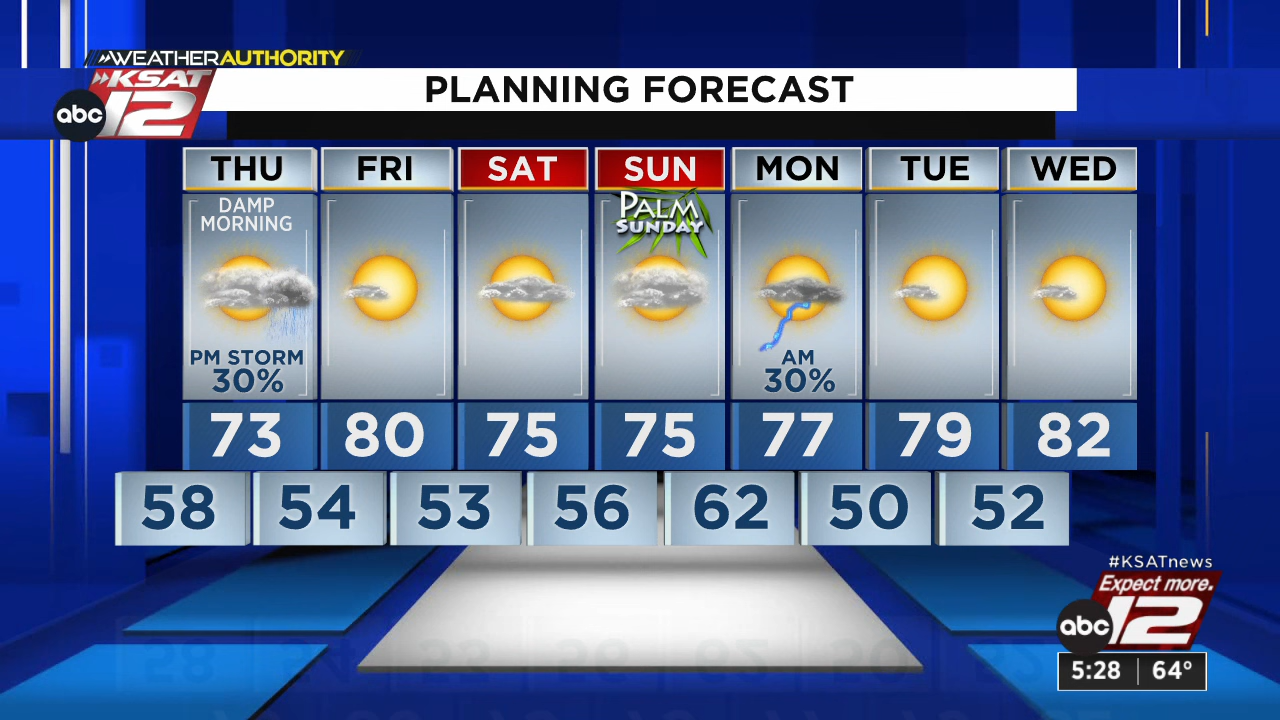 WEATHERAUTHORITY
KSAT
abc 12
PLANNING FORECAST
THU FRI SAT SUN MON TUE WED
DAMP
MORNING
PALM
SUNDAY
PM STORM
30%
AM
30%
73 80 75 75 77 79 82
58 54 53 56 62 50 52
#KSATnews
Expect more.
abc 12
5:28 64°